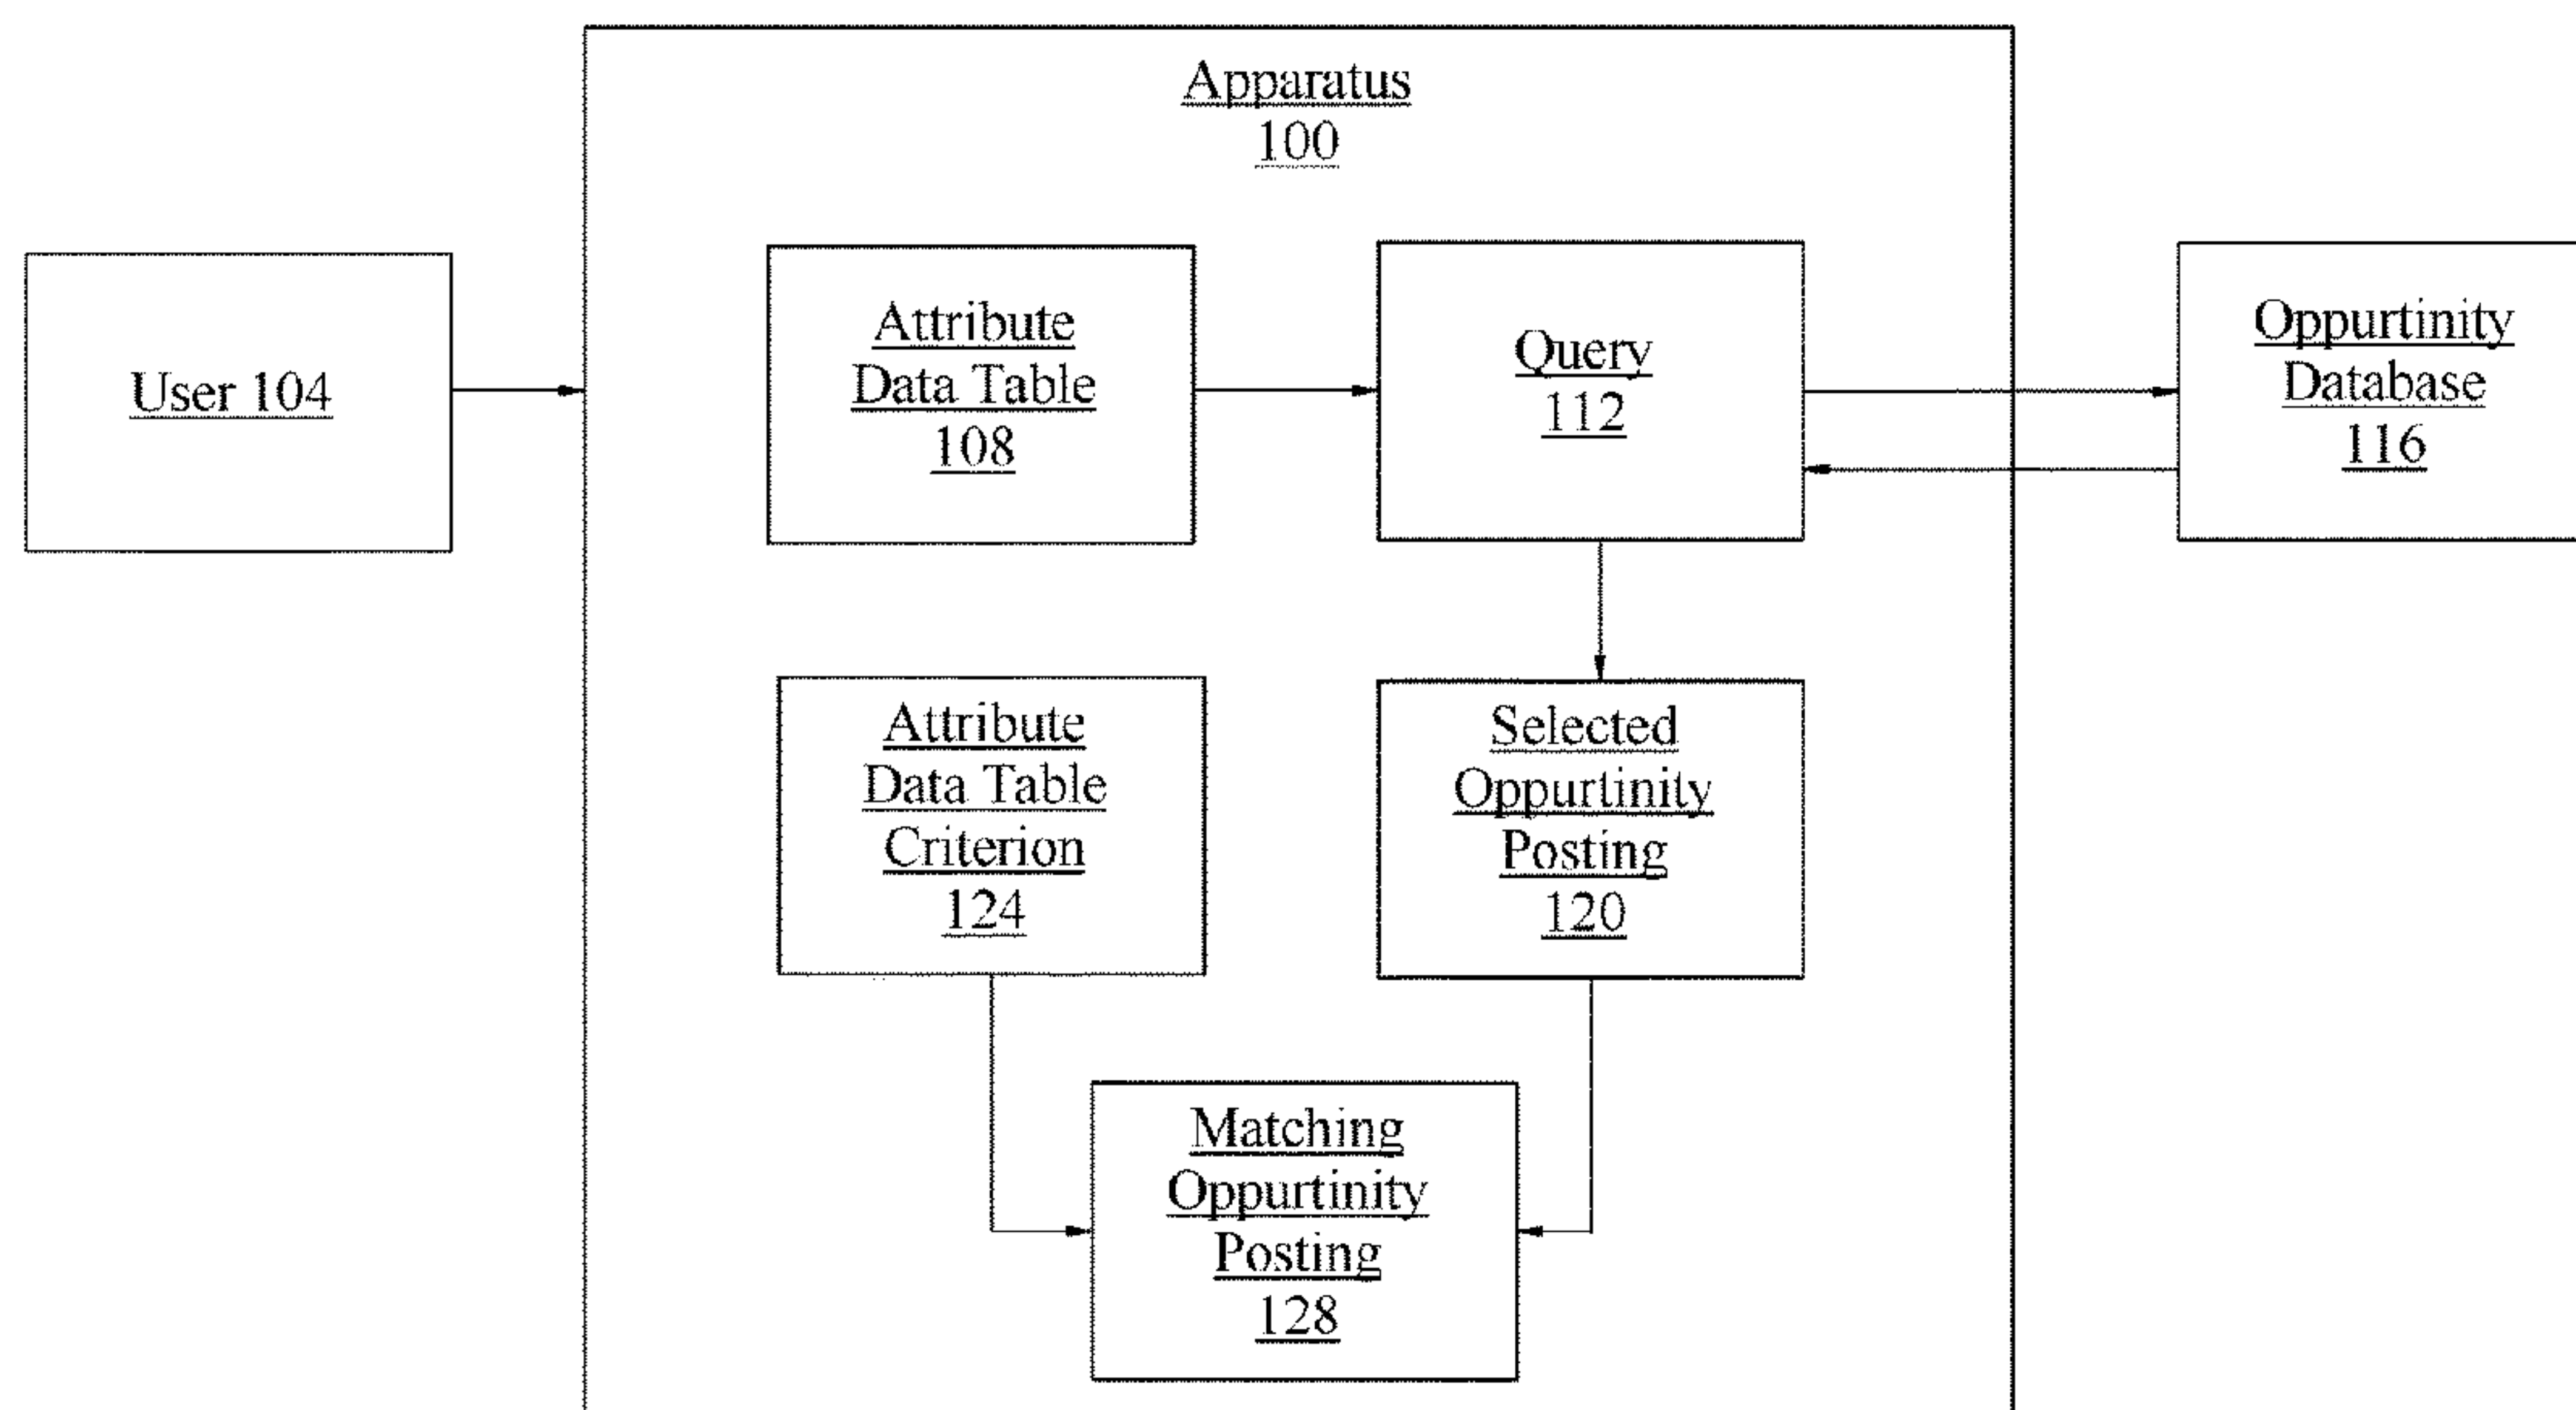 Apparatus
100
User 104
Attribute
Data Table
108
Query
112
Oppurtinity
Database
116
Attribute
Data Table
Criterion
124
Selected
Oppurtinity
Posting
120
Matching
Oppurtinity
Posting
128